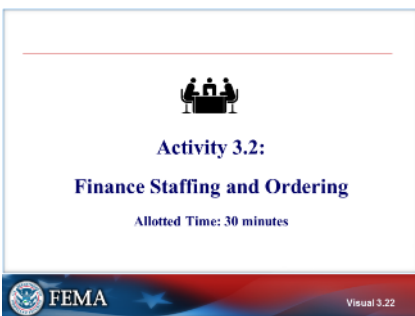 Activity 3.2:
Finance Staffing and Ordering
Allotted Time: 30 minutes
FEMA
Visual 3.22